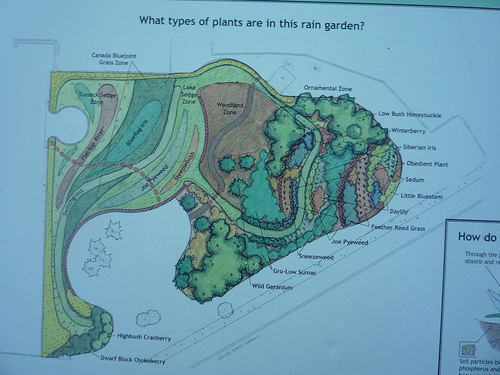 What types of plants are in this rain garden?
Canada Bluejoint
Grass Zone
Ornamental Zone
Tussock Sedge
Zone
Lake
Sedge
Zone
Woodland
Zone
Low Bush Honeysuckle
Winterberry
Siberian Iris
Obedient Plant
Sedum
Little Bluestem
Daylily
Feather Reed Grass
Joe Pyeweed
Sneezeweed
Gro-Low Sumac
Wild Geranium
Joe Pyeweed
Blueflag Iris
Highbush Cranberry
Dwarf Black Chokeberry
How do
Through the
absorb and
Soil particles
phosphorus and